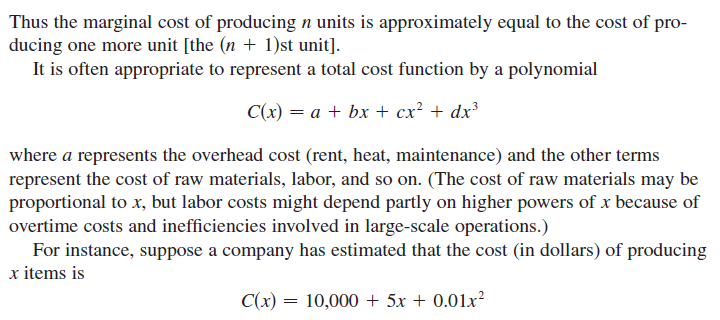 Thus the marginal cost of producing n units is approximately equal to the cost of pro-
ducing one more unit [the (n + 1)st unit].
It is often appropriate to represent a total cost function by a polynomial
C(x) = a + bx + cx² + dx³
where a represents the overhead cost (rent, heat, maintenance) and the other terms
represent the cost of raw materials, labor, and so on. (The cost of raw materials may be
proportional to x, but labor costs might depend partly on higher powers of x because of
overtime costs and inefficiencies involved in large-scale operations.)
For instance, suppose a company has estimated that the cost (in dollars) of producing
x items is
C(x) = 10,000 + 5x + 0.01x²